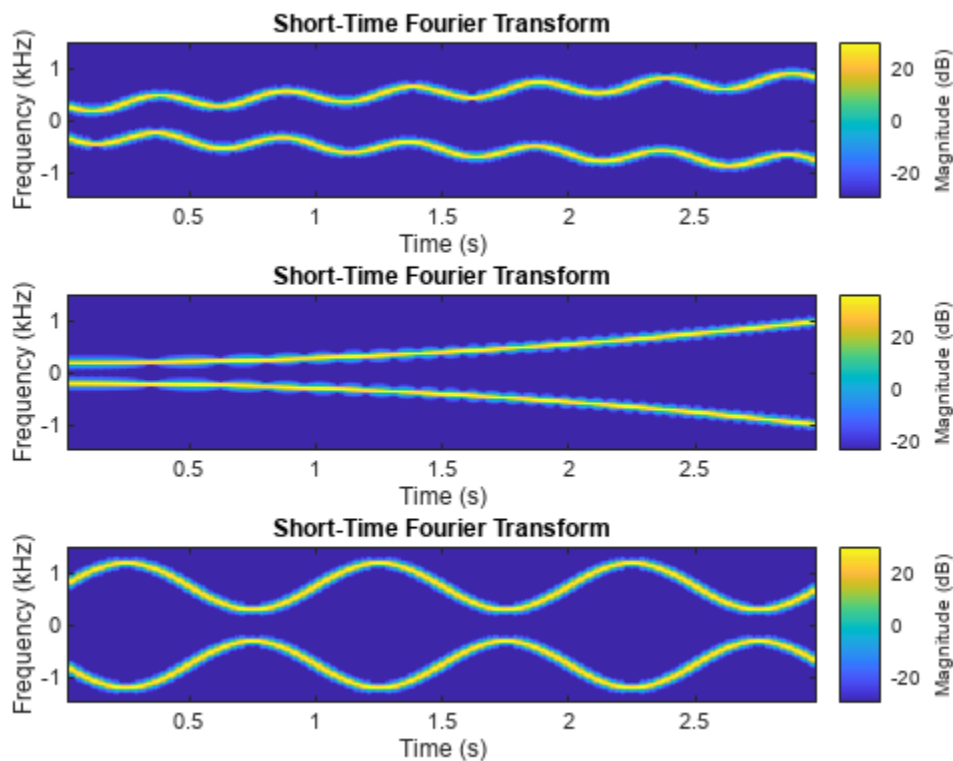 Short-Time Fourier Transform
Frequency (kHz)
1
0
-1
0.5 1 1.5 2 2.5
Time (s)
20
0
-20
Magnitude (dB)
Short-Time Fourier Transform
Frequency (kHz)
1
0
-1
0.5 1 1.5 2 2.5
Time (s)
20
0
-20
Magnitude (dB)
Short-Time Fourier Transform
Frequency (kHz)
1
0
-1
0.5 1 1.5 2 2.5
Time (s)
20
0
-20
Magnitude (dB)